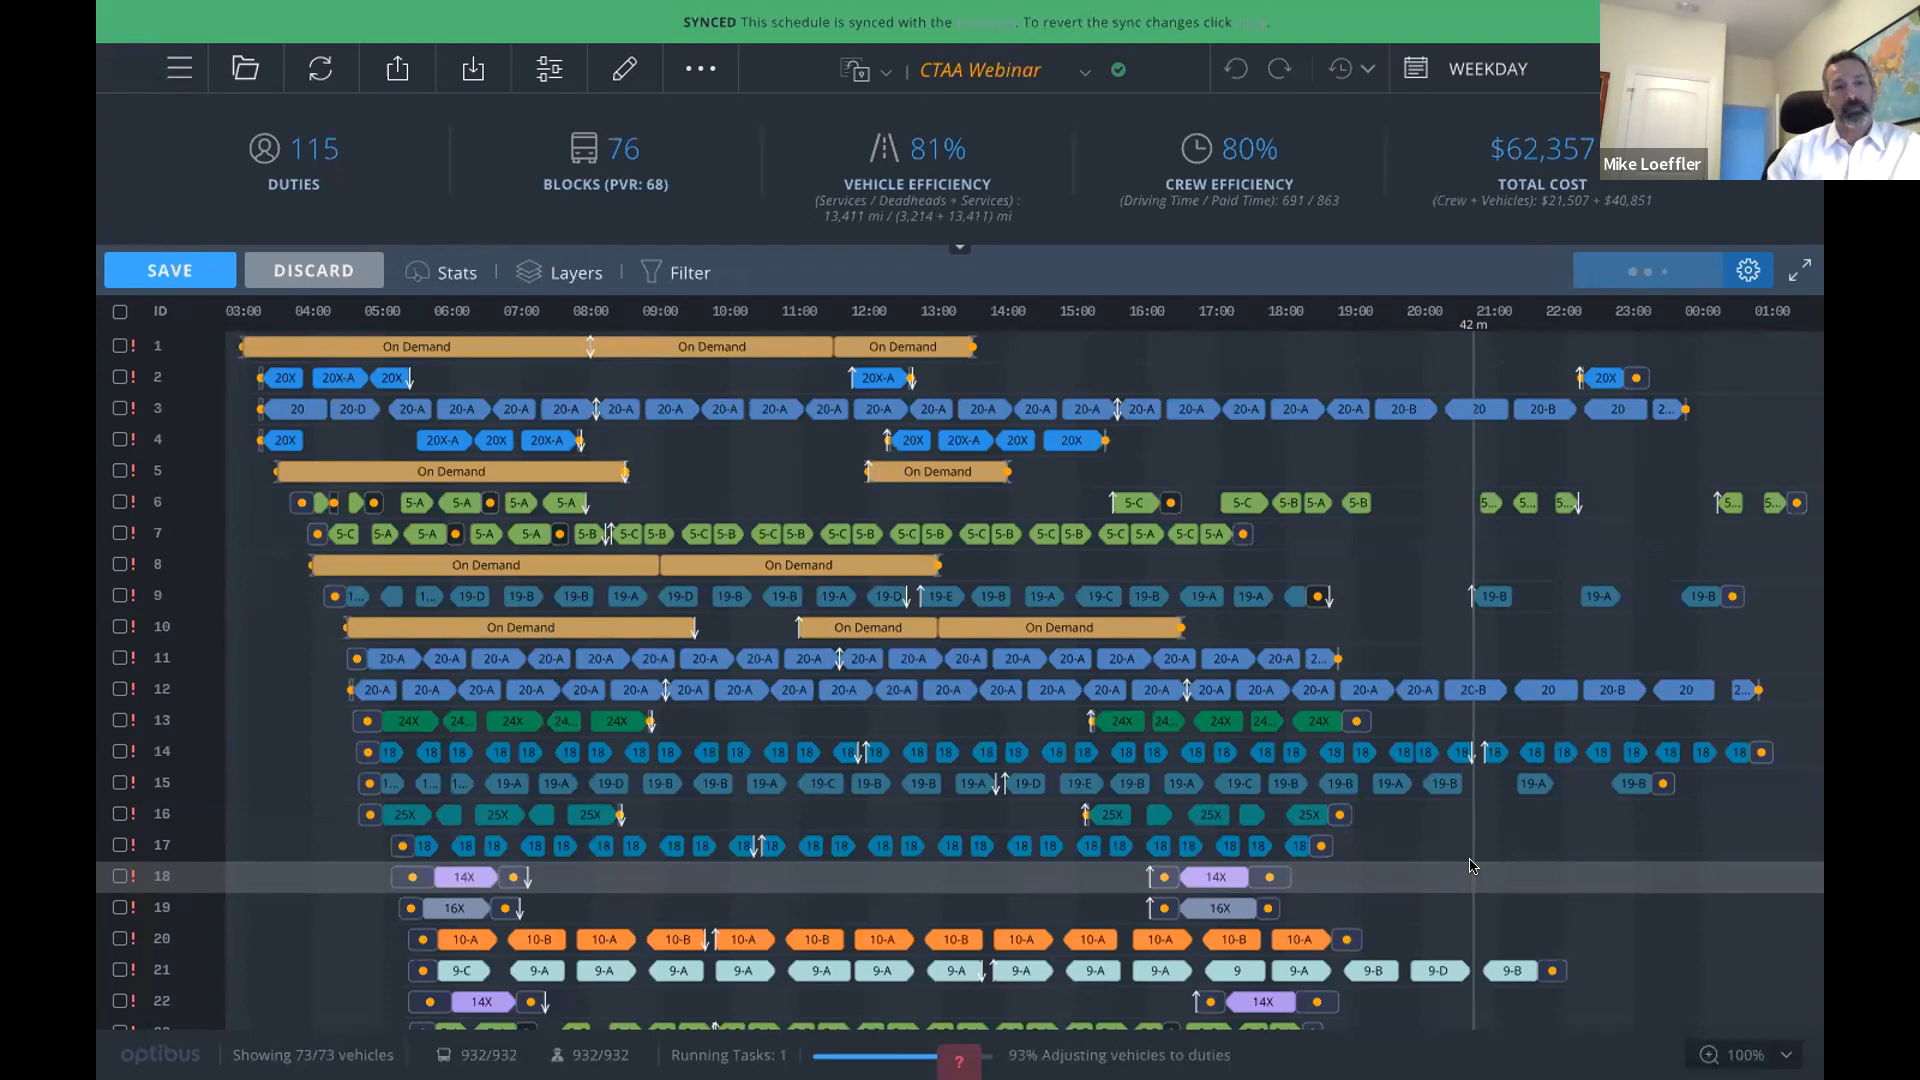 SYNCED This schedule is synced with the . To revert the sync changes click .
CTAA Webinar
WEEKDAY
Mike Loeffler
115 76 81% 80% $62,357
DUTIES BLOCKS (PVR: 68) VEHICLE EFFICIENCY CREW EFFICIENCY TOTAL COST
(Services / Deadheads + Services) : (Driving Time / Paid Time): 691 / 863 (Crew + Vehicles): $21,507 + $40,851
13,411 mi / (3,214 + 13,411) mi
SAVE DISCARD Stats Layers Filter
ID 03:00 04:00 05:00 06:00 07:00 08:00 09:00 10:00 11:00 12:00 13:00 14:00 15:00 16:00 17:00 18:00 19:00 20:00 21:00 22:00 23:00 00:00 01:00
42 m
! 1 On Demand On Demand On Demand
! 2 20X 20X-A 20X 20X-A 20X
! 3 20 20-D 20-A 20-A 20-A 20-A 20-A 20-A 20-A 20-A 20-A 20-A 20-A 20-A 20-A 20-A 20-A 20-A 20-A 20-A 20-A 20-B 20 20-B 20 2...
! 4 20X 20X-A 20X 20X-A 20X 20X-A 20X 20X
! 5 On Demand On Demand
! 6 5-A 5-A 5-A 5-A 5-C 5-C 5-B 5-A 5-B 5... 5... 5... 5... 5...
! 7 5-C 5-A 5-A 5-A 5-A 5-B 5-C 5-B 5-C 5-B 5-C 5-B 5-C 5-B 5-C 5-B 5-C 5-B 5-C 5-B 5-C 5-A 5-C 5-A
! 8 On Demand On Demand
! 9 1... 1... 19-D 19-B 19-B 19-A 19-D 19-B 19-B 19-A 19-D 19-E 19-B 19-A 19-C 19-B 19-A 19-A 19-B 19-A 19-B
! 10 On Demand On Demand On Demand
! 11 20-A 20-A 20-A 20-A 20-A 20-A 20-A 20-A 20-A 20-A 20-A 20-A 20-A 20-A 20-A 20-A 20-A 20-A 2...
! 12 20-A 20-A 20-A 20-A 20-A 20-A 20-A 20-A 20-A 20-A 20-A 20-A 20-A 20-A 20-A 20-A 20-A 20-A 20-A 20-A 20-A 20-B 20 20-B 20 2...
! 13 24X 24... 24X 24... 24X 24X 24... 24X 24... 24X
! 14 18 18 18 18 18 18 18 18 18 18 18 18 18 18 18 18 18 18 18 18 18 18 18 18 18 18 18 18 18 18 18 18 18 18 18 18 18 18 18 18
! 15 1... 1... 1... 19-A 19-A 19-D 19-B 19-B 19-A 19-C 19-B 19-B 19-A 19-D 19-E 19-B 19-A 19-C 19-B 19-B 19-A 19-B 19-A 19-B
! 16 25X 25X 25X 25X 25X 25X
! 17 18 18 18 18 18 18 18 18 18 18 18 18 18 18 18 18 18 18 18 18 18 18 18 18 18 18
! 18 14X 14X
! 19 16X 16X
! 20 10-A 10-B 10-A 10-B 10-A 10-B 10-A 10-B 10-A 10-A 10-A 10-B 10-A
! 21 9-C 9-A 9-A 9-A 9-A 9-A 9-A 9-A 9-A 9-A 9-A 9 9-A 9-B 9-D 9-B
! 22 14X 14X
optibus Showing 73/73 vehicles 932/932 932/932 Running Tasks: 1 ? 93% Adjusting vehicles to duties 100%